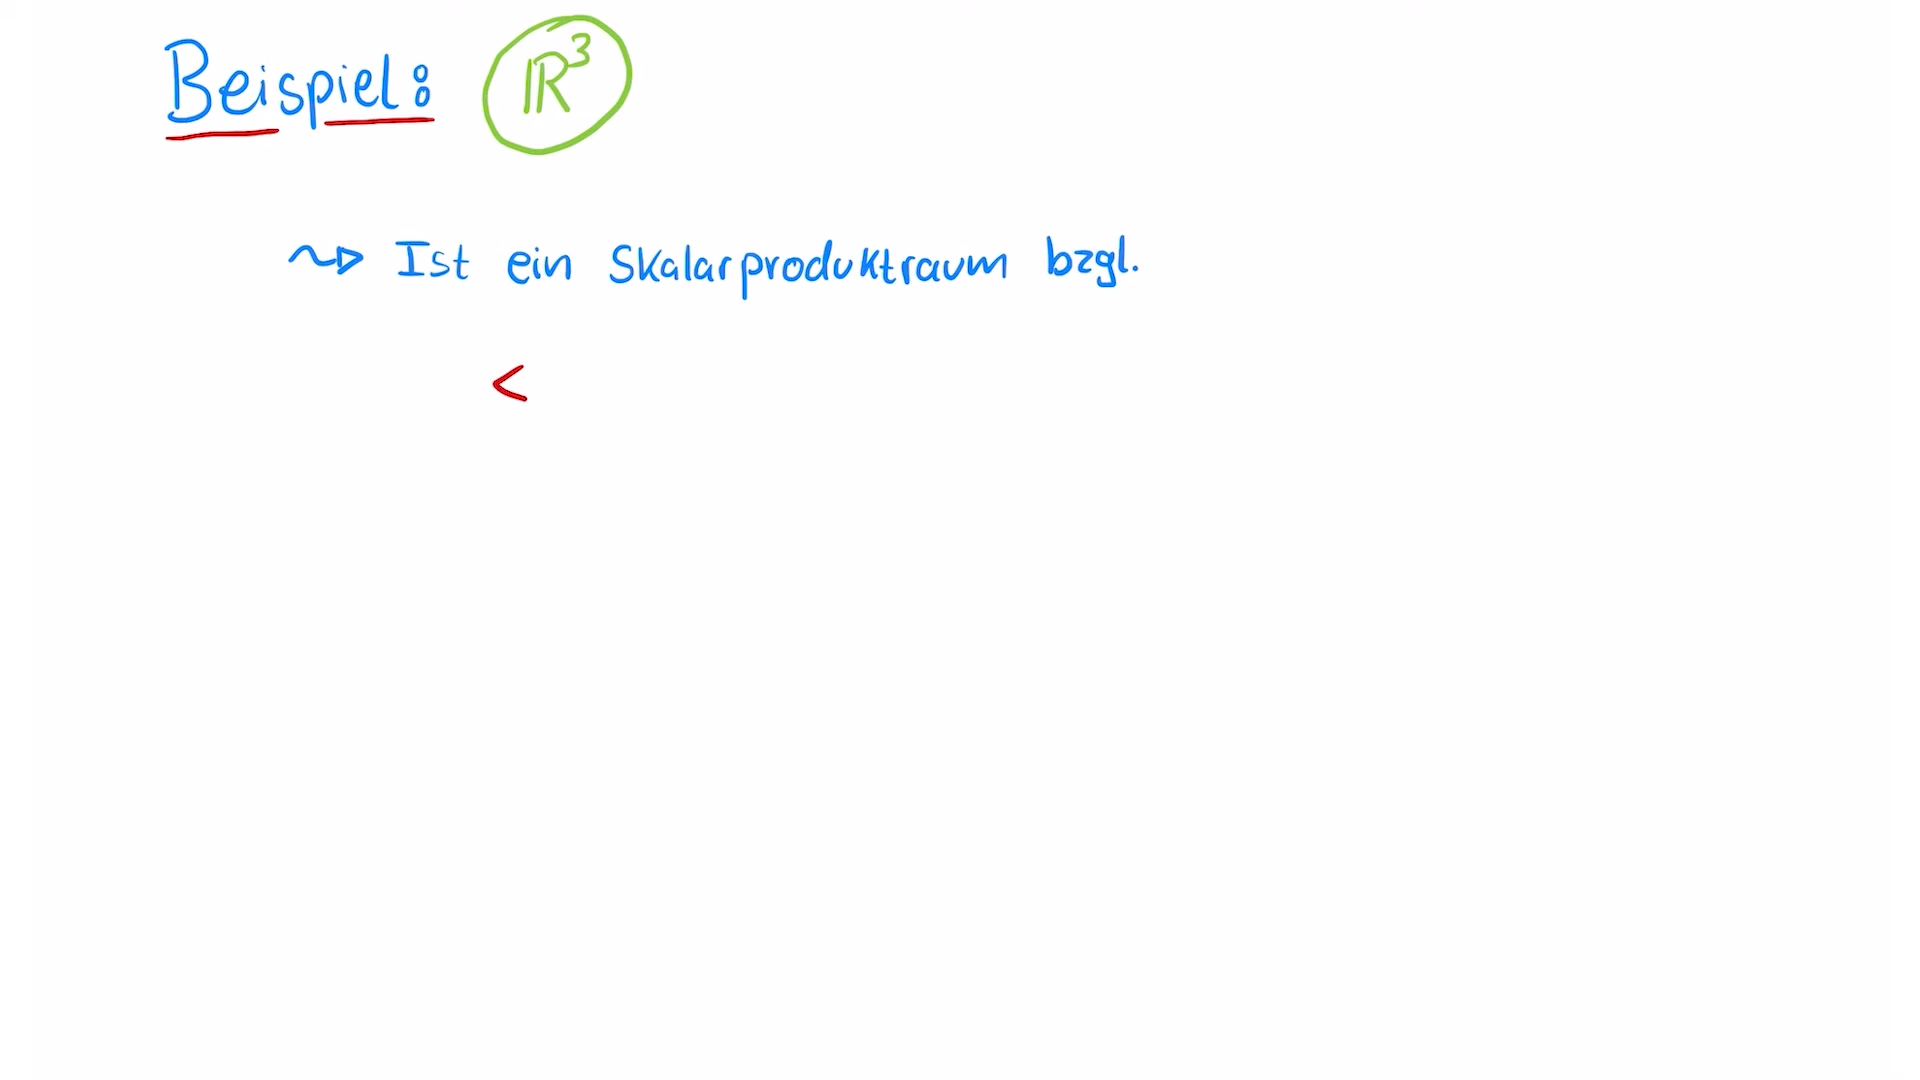 Beispiel: ℝ³
⤳ Ist ein Skalarproduktraum bzgl.
<